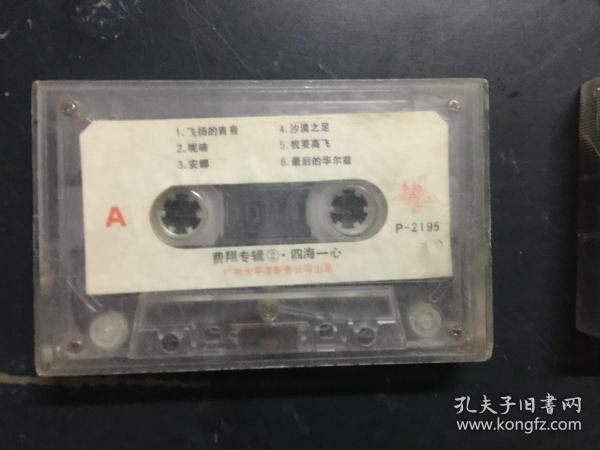 1.飞扬的青春
2.呢喃
3.安娜
4.沙漠之足
5.我要高飞
6.最后的华尔兹
A
P-2195
费翔专辑②·四海一心
广州太平洋影音公司出品
孔夫子旧书网
www.kongfz.com